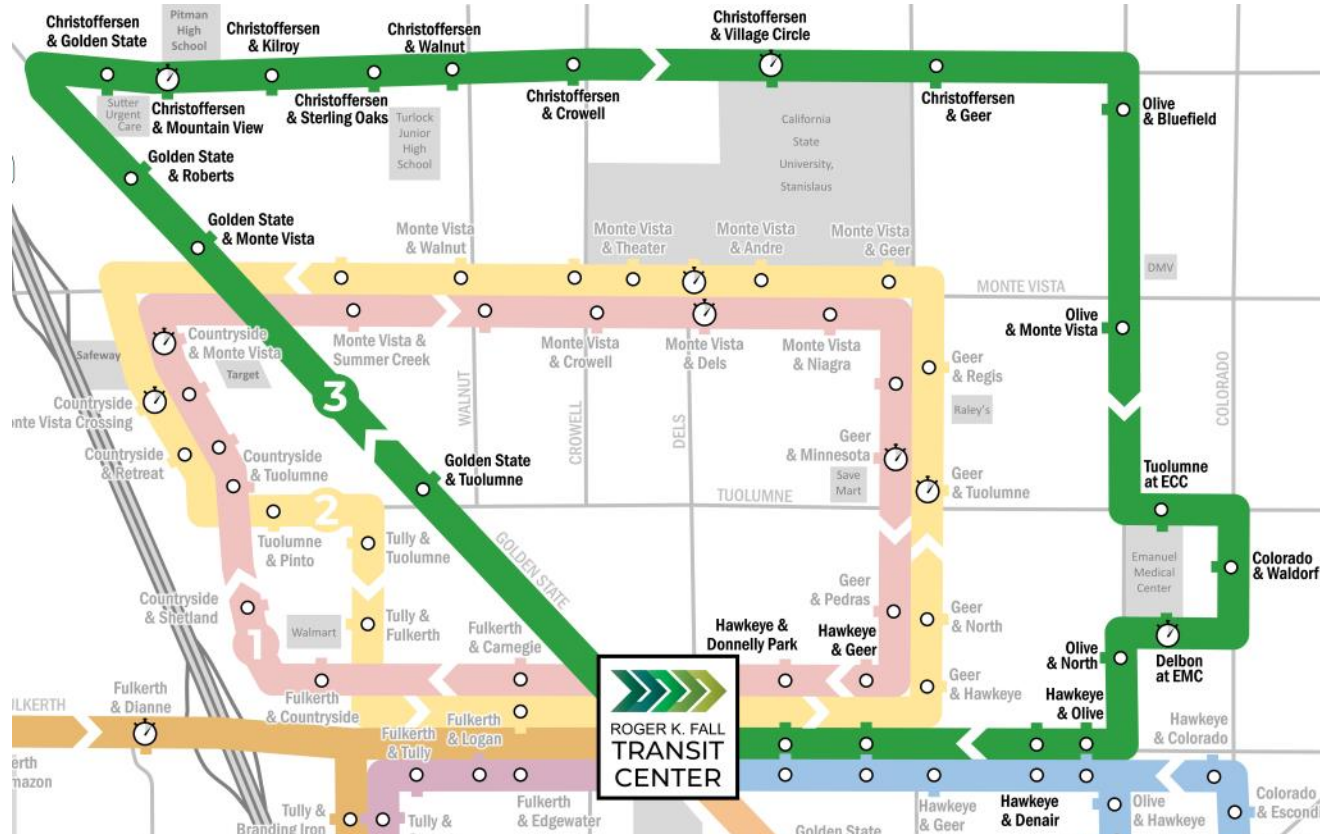 Christoffersen
& Golden State
Pitman
High
School
Christoffersen
& Kilroy
Christoffersen
& Walnut
Christoffersen
& Village Circle
Sutter
Urgent
Care
Christoffersen
& Mountain View
Christoffersen
& Sterling Oaks
Turlock
Junior
High
School
Christoffersen
& Crowell
California
State
University,
Stanislaus
Christoffersen
& Geer
Olive
& Bluefield
Golden State
& Roberts
Golden State
& Monte Vista
Monte Vista
& Walnut
Monte Vista
& Theater
Monte Vista
& Andre
Monte Vista
& Geer
DMV
MONTE VISTA
Olive
& Monte Vista
Safeway
Countryside
& Monte Vista
Target
Monte Vista &
Summer Creek
Monte Vista
& Crowell
Monte Vista
& Dels
Monte Vista
& Niagra
Geer
& Regis
Countryside
nte Vista Crossing
3
WALNUT
CROWELL
DELS
COLORADO
Raley's
Countryside
& Retreat
Countryside
& Tuolumne
Golden State
& Tuolumne
Geer
& Minnesota
Save
Mart
Geer
& Tuolumne
Tuolumne
at ECC
TUOLUMNE
2
Tuolumne
& Pinto
Tully &
Tuolumne
GOLDEN STATE
Emanuel
Medical
Center
Colorado
& Waldorf
Countryside
& Shetland
Geer
& Pedras
Walmart
Tully &
Fulkerth
1
Fulkerth
& Carnegie
Hawkeye &
Donnelly Park
Hawkeye
& Geer
Geer
& North
Olive
& North
Delbon
at EMC
Fulkerth
& Dianne
Fulkerth
& Countryside
Geer
& Hawkeye
Hawkeye
& Olive
ULKERTH
Fulkerth
& Tully
Fulkerth
& Logan
ROGER K. FALL
TRANSIT
CENTER
Hawkeye
& Colorado
erth
mazon
Tully &
Branding Iron
Tully &
Fulkerth
& Edgewater
Golden State
Hawkeye
& Geer
Hawkeye
& Denair
Olive
& Hawkeye
Colorado
& Escondi